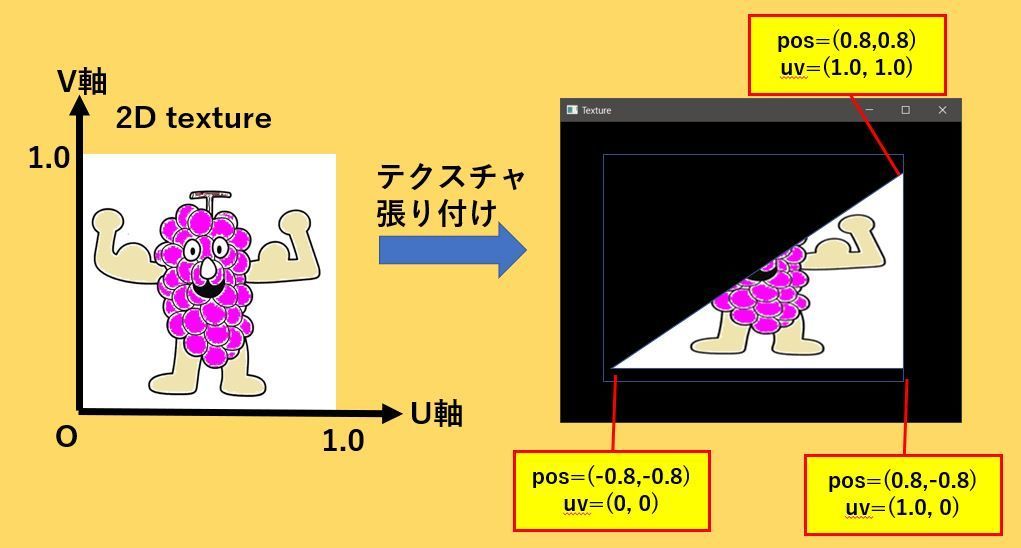 V軸
2D texture
1.0
O
1.0
U軸
テクスチャ
張り付け
pos=(0.8,0.8)
uv=(1.0, 1.0)
Texture
pos=(-0.8,-0.8)
uv=(0, 0)
pos=(0.8,-0.8)
uv=(1.0, 0)